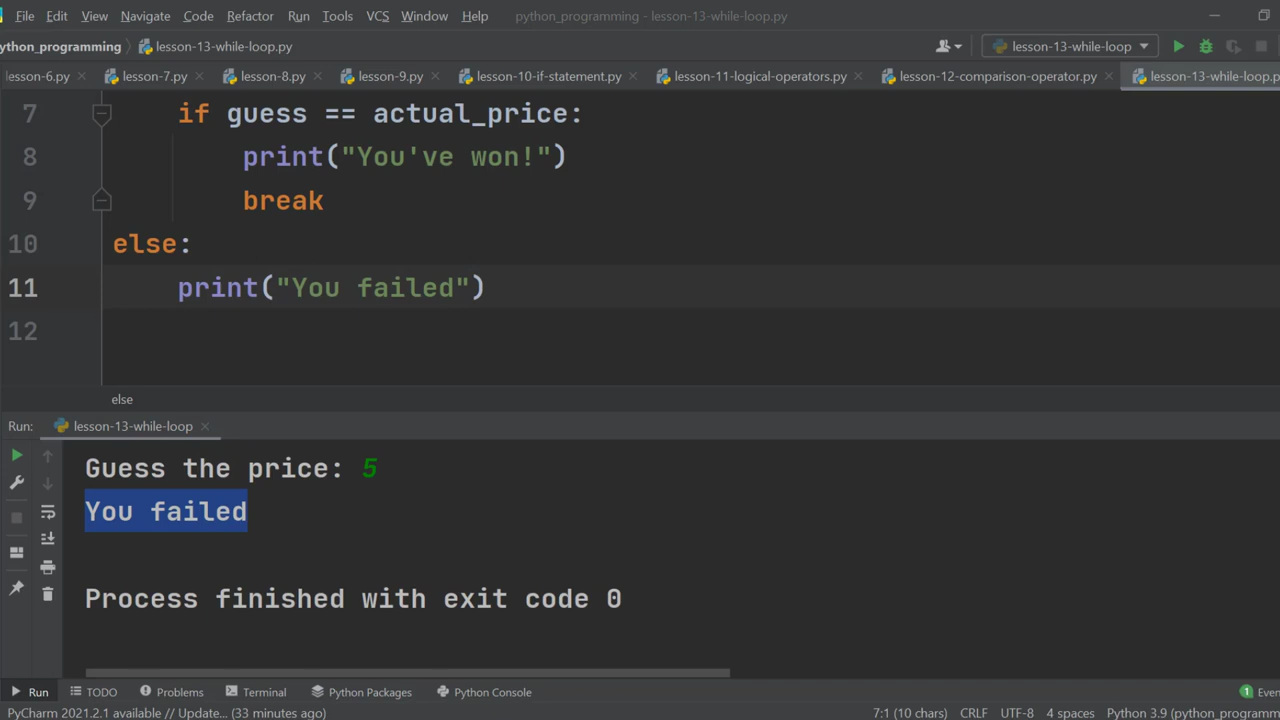 File Edit View Navigate Code Refactor Run Tools VCS Window Help python_programming - lesson-13-while-loop.py
ython_programming lesson-13-while-loop.py lesson-13-while-loop
lesson-6.py lesson-7.py lesson-8.py lesson-9.py lesson-10-if-statement.py lesson-11-logical-operators.py lesson-12-comparison-operator.py lesson-13-while-loop.p
7 if guess == actual_price:
8 print("You've won!")
9 break
10 else:
11 print("You failed")
12
else
Run: lesson-13-while-loop
Guess the price: 5
You failed
Process finished with exit code 0
Run TODO Problems Terminal Python Packages Python Console 1 Even
PyCharm 2021.2.1 available // Update... (33 minutes ago) 7:1 (10 chars) CRLF UTF-8 4 spaces Python 3.9 (python_programm